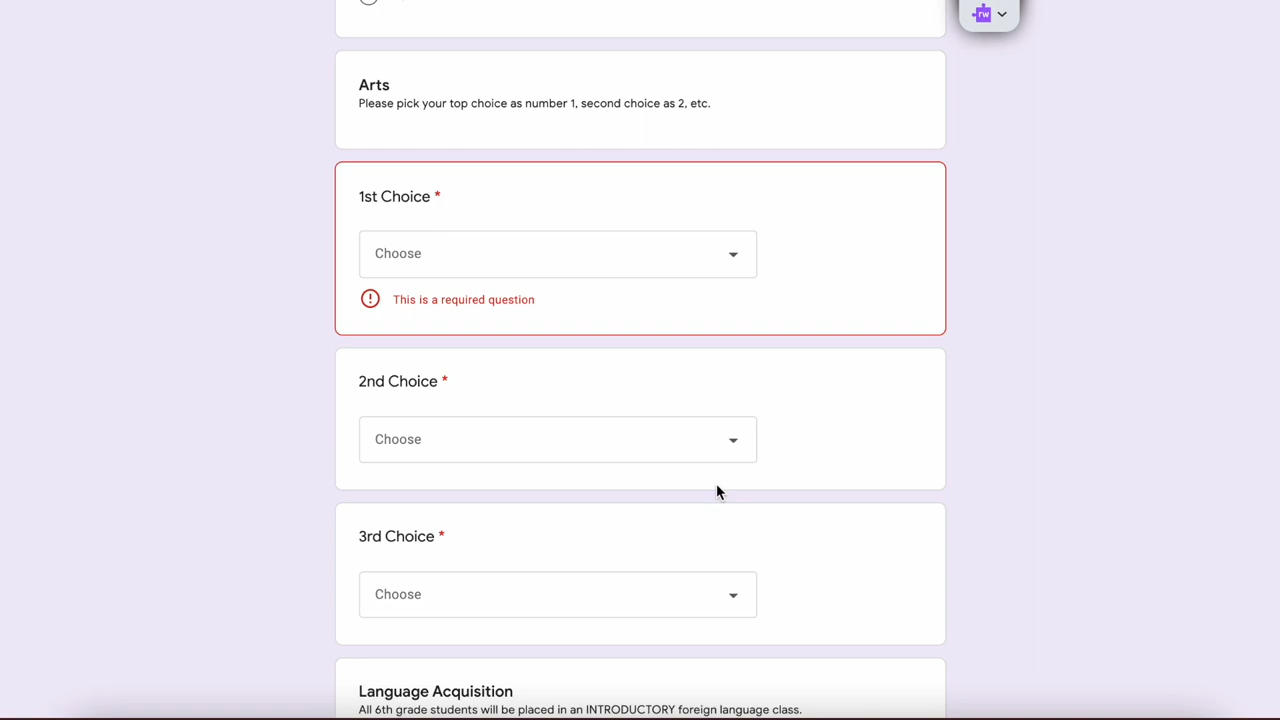 rw
Arts
Please pick your top choice as number 1, second choice as 2, etc.
1st Choice *
Choose
This is a required question
2nd Choice *
Choose
3rd Choice *
Choose
Language Acquisition
All 6th grade students will be placed in an INTRODUCTORY foreign language class.